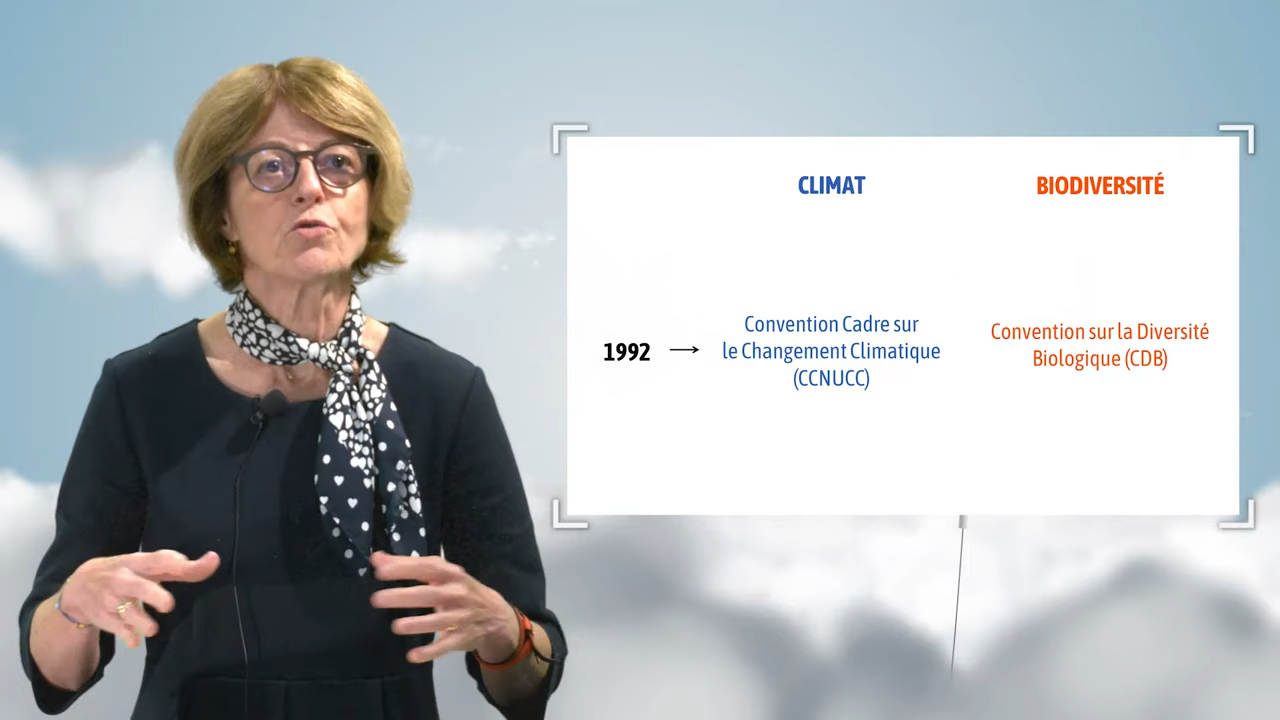 CLIMAT
BIODIVERSITÉ
1992 →
Convention Cadre sur
le Changement Climatique
(CCNUCC)
Convention sur la Diversité
Biologique (CDB)